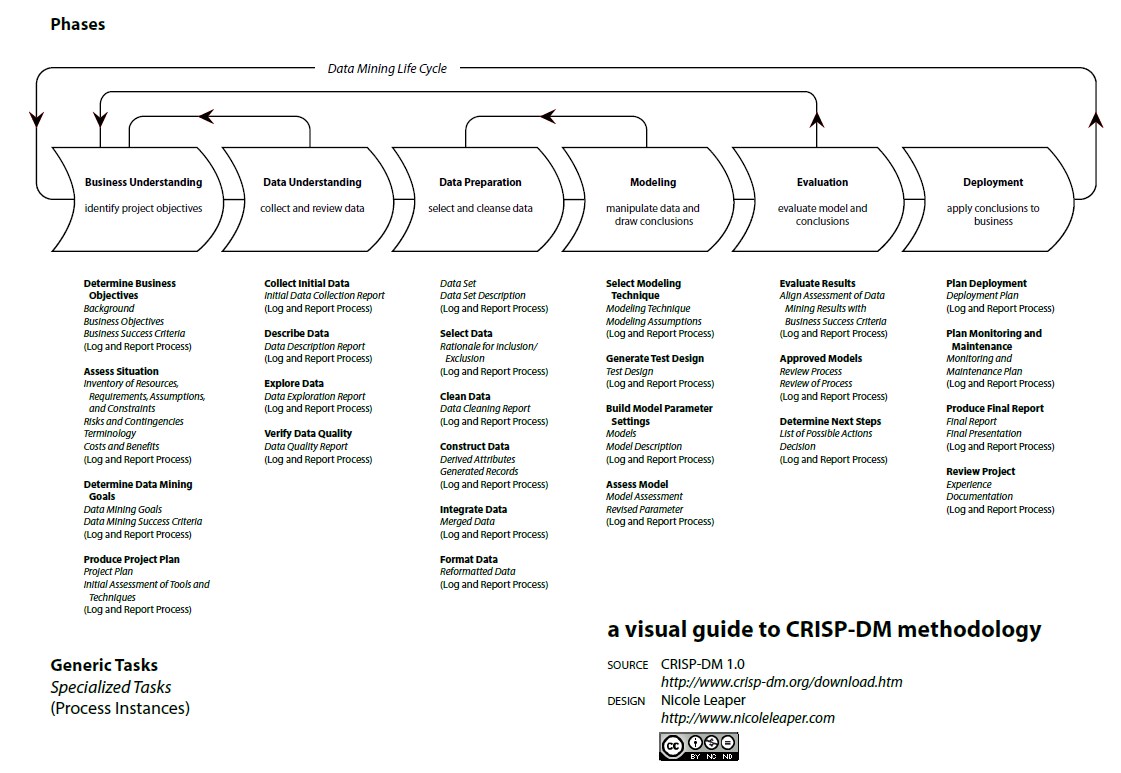 Phases
Data Mining Life Cycle
Business Understanding
identify project objectives
Data Understanding
collect and review data
Data Preparation
select and cleanse data
Modeling
manipulate data and
draw conclusions
Evaluation
evaluate model and
conclusions
Deployment
apply conclusions to
business
Determine Business
Objectives
Background
Business Objectives
Business Success Criteria
(Log and Report Process)
Assess Situation
Inventory of Resources,
Requirements, Assumptions,
and Constraints
Risks and Contingencies
Terminology
Costs and Benefits
(Log and Report Process)
Determine Data Mining
Goals
Data Mining Goals
Data Mining Success Criteria
(Log and Report Process)
Produce Project Plan
Project Plan
Initial Assessment of Tools and
Techniques
(Log and Report Process)
Collect Initial Data
Initial Data Collection Report
(Log and Report Process)
Describe Data
Data Description Report
(Log and Report Process)
Explore Data
Data Exploration Report
(Log and Report Process)
Verify Data Quality
Data Quality Report
(Log and Report Process)
Data Set
Data Set Description
(Log and Report Process)
Select Data
Rationale for Inclusion/
Exclusion
(Log and Report Process)
Clean Data
Data Cleaning Report
(Log and Report Process)
Construct Data
Derived Attributes
Generated Records
(Log and Report Process)
Integrate Data
Merged Data
(Log and Report Process)
Format Data
Reformatted Data
(Log and Report Process)
Select Modeling
Technique
Modeling Technique
Modeling Assumptions
(Log and Report Process)
Generate Test Design
Test Design
(Log and Report Process)
Build Model Parameter
Settings
Models
Model Description
(Log and Report Process)
Assess Model
Model Assessment
Revised Parameter
(Log and Report Process)
Evaluate Results
Align Assessment of Data
Mining Results with
Business Success Criteria
(Log and Report Process)
Approved Models
Review Process
Review of Process
(Log and Report Process)
Determine Next Steps
List of Possible Actions
Decision
(Log and Report Process)
Plan Deployment
Deployment Plan
(Log and Report Process)
Plan Monitoring and
Maintenance
Monitoring and
Maintenance Plan
(Log and Report Process)
Produce Final Report
Final Report
Final Presentation
(Log and Report Process)
Review Project
Experience
Documentation
(Log and Report Process)
Generic Tasks
Specialized Tasks
(Process Instances)
a visual guide to CRISP-DM methodology
SOURCE CRISP-DM 1.0
http://www.crisp-dm.org/download.htm
DESIGN Nicole Leaper
http://www.nicoleleaper.com
cc BY NC ND